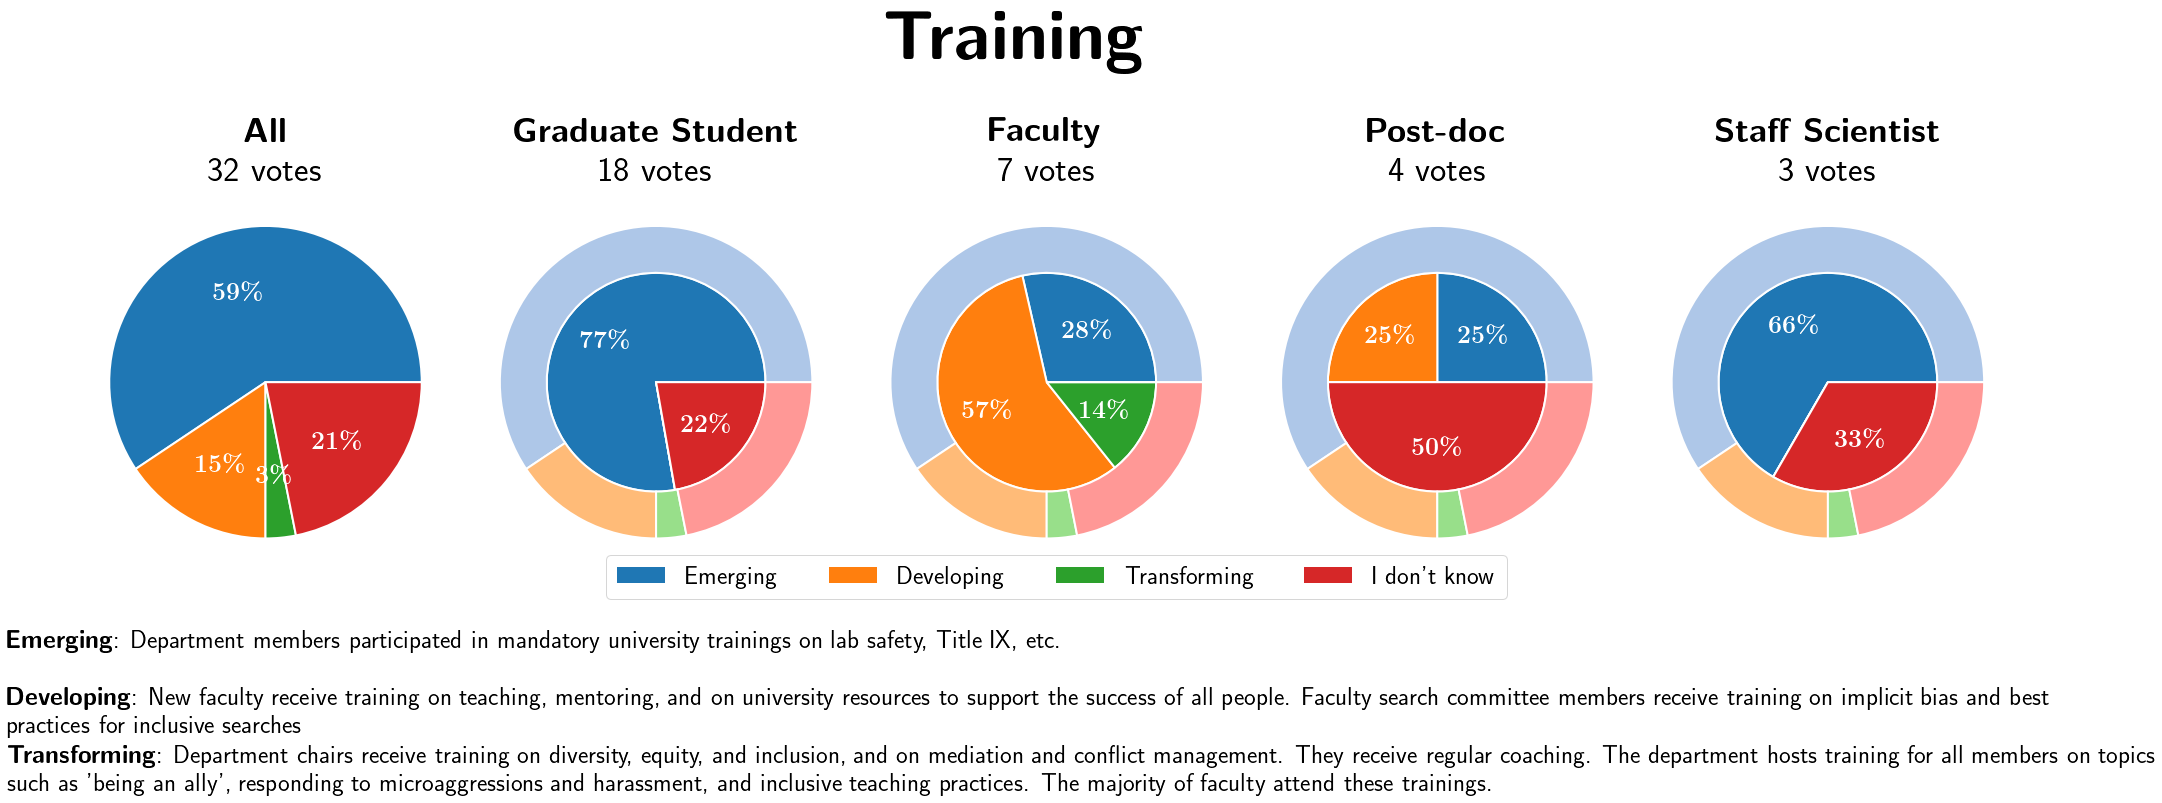 Training
All
32 votes
Graduate Student
18 votes
Faculty
7 votes
Post-doc
4 votes
Staff Scientist
3 votes
59%
15%
3%
21%
77%
22%
28%
57%
14%
25%
25%
50%
66%
33%
Emerging
Developing
Transforming
I don't know
Emerging: Department members participated in mandatory university trainings on lab safety, Title IX, etc.
Developing: New faculty receive training on teaching, mentoring, and on university resources to support the success of all people. Faculty search committee members receive training on implicit bias and best
practices for inclusive searches
Transforming: Department chairs receive training on diversity, equity, and inclusion, and on mediation and conflict management. They receive regular coaching. The department hosts training for all members on topics
such as 'being an ally', responding to microaggressions and harassment, and inclusive teaching practices. The majority of faculty attend these trainings.